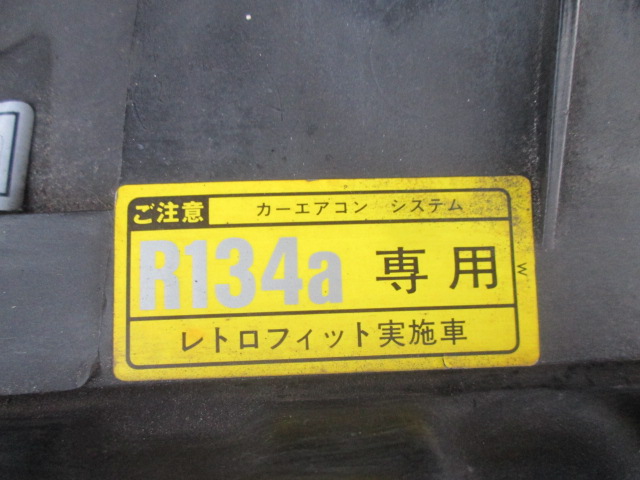 ご注意 カーエアコン システム
R134a 専用
W
レトロフィット実施車